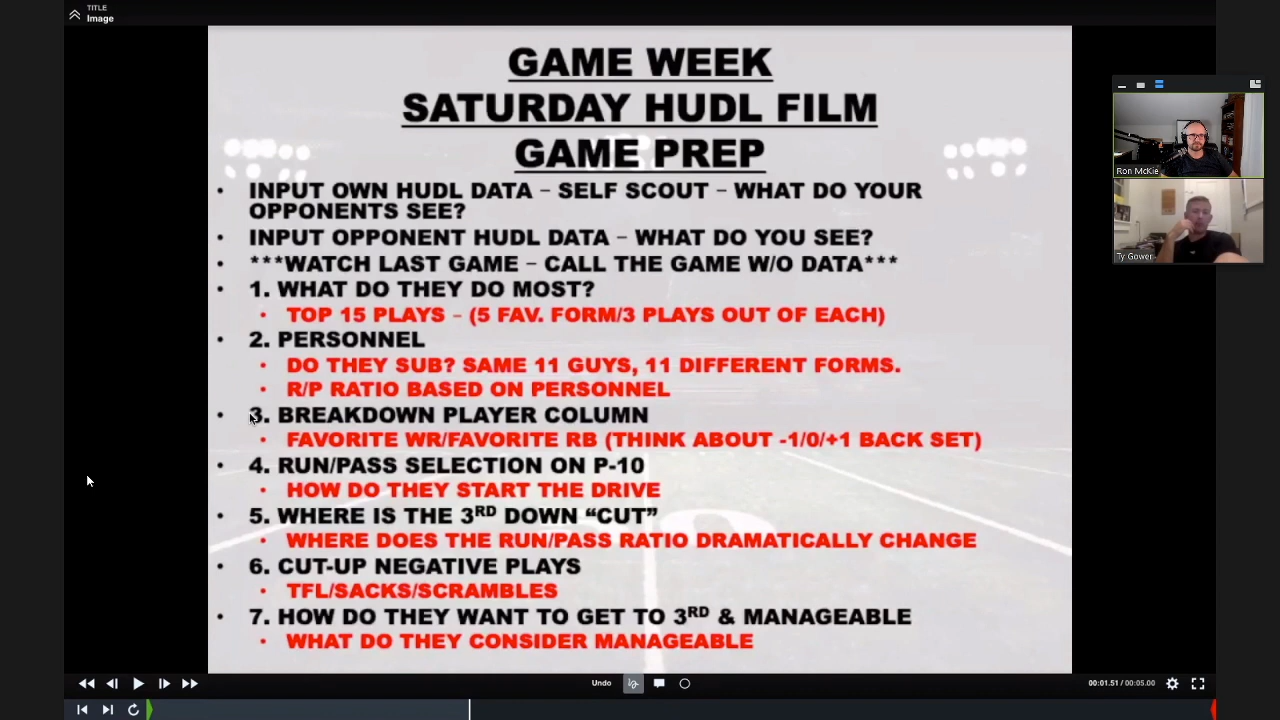 TITLE
Image
GAME WEEK
SATURDAY HUDL FILM
GAME PREP
• INPUT OWN HUDL DATA – SELF SCOUT – WHAT DO YOUR
OPPONENTS SEE?
• INPUT OPPONENT HUDL DATA – WHAT DO YOU SEE?
• ***WATCH LAST GAME – CALL THE GAME W/O DATA***
• 1. WHAT DO THEY DO MOST?
• TOP 15 PLAYS – (5 FAV. FORM/3 PLAYS OUT OF EACH)
• 2. PERSONNEL
• DO THEY SUB? SAME 11 GUYS, 11 DIFFERENT FORMS.
• R/P RATIO BASED ON PERSONNEL
• 3. BREAKDOWN PLAYER COLUMN
• FAVORITE WR/FAVORITE RB (THINK ABOUT -1/0/+1 BACK SET)
• 4. RUN/PASS SELECTION ON P-10
• HOW DO THEY START THE DRIVE
• 5. WHERE IS THE 3RD DOWN “CUT”
• WHERE DOES THE RUN/PASS RATIO DRAMATICALLY CHANGE
• 6. CUT-UP NEGATIVE PLAYS
• TFL/SACKS/SCRAMBLES
• 7. HOW DO THEY WANT TO GET TO 3RD & MANAGEABLE
• WHAT DO THEY CONSIDER MANAGEABLE
Ron McKie
Ty Gower
Undo
00:01.51 / 00:05.00